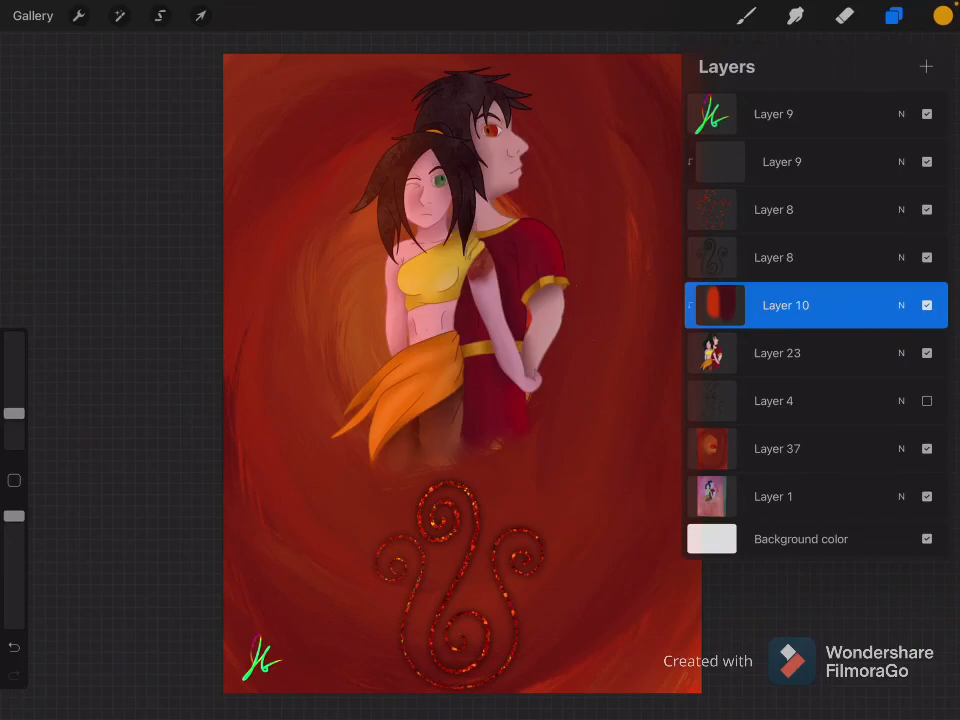 Gallery
Layers
Layer 9 N
Layer 9 N
Layer 8 N
Layer 8 N
Layer 10 N
Layer 23 N
Layer 4 N
Layer 37 N
Layer 1 N
Background color
Created with
Wondershare
FilmoraGo